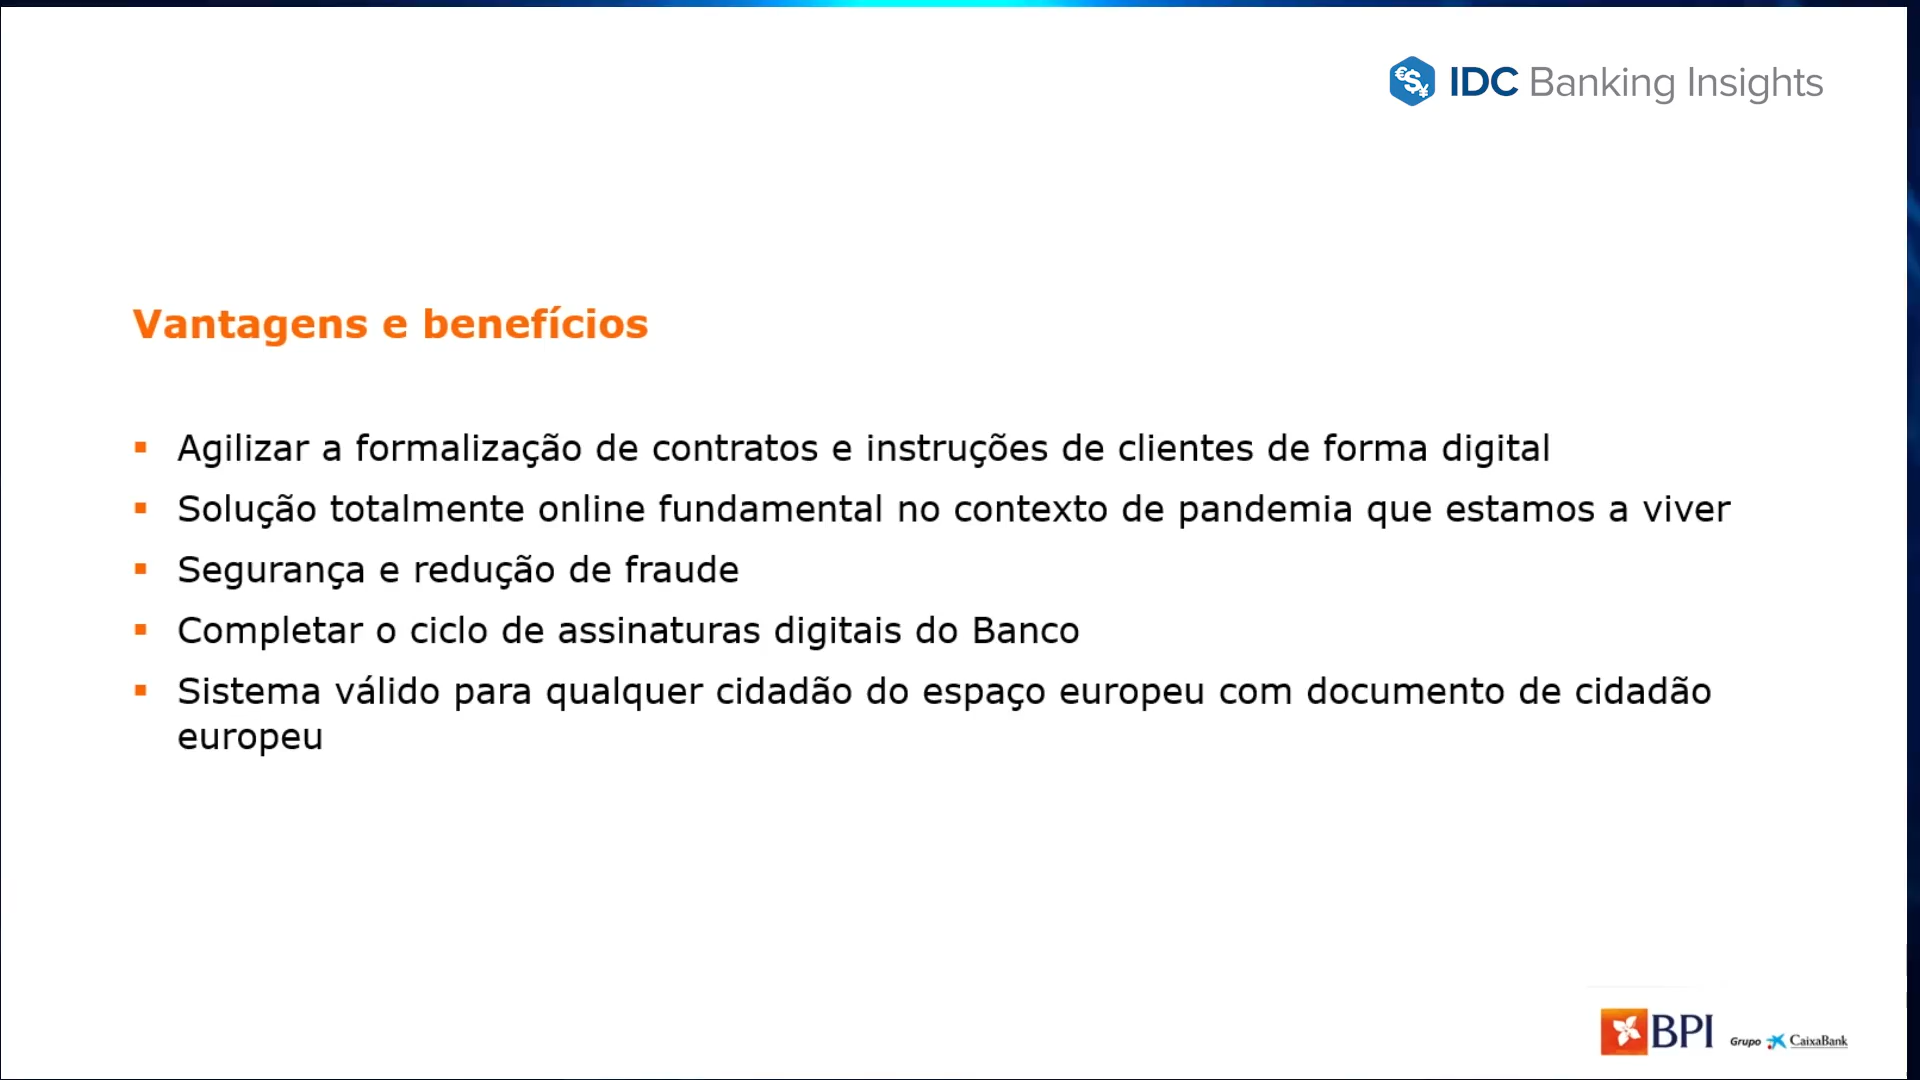 IDC Banking Insights
Vantagens e benefícios
▪ Agilizar a formalização de contratos e instruções de clientes de forma digital
▪ Solução totalmente online fundamental no contexto de pandemia que estamos a viver
▪ Segurança e redução de fraude
▪ Completar o ciclo de assinaturas digitais do Banco
▪ Sistema válido para qualquer cidadão do espaço europeu com documento de cidadão
europeu
BPI Grupo CaixaBank